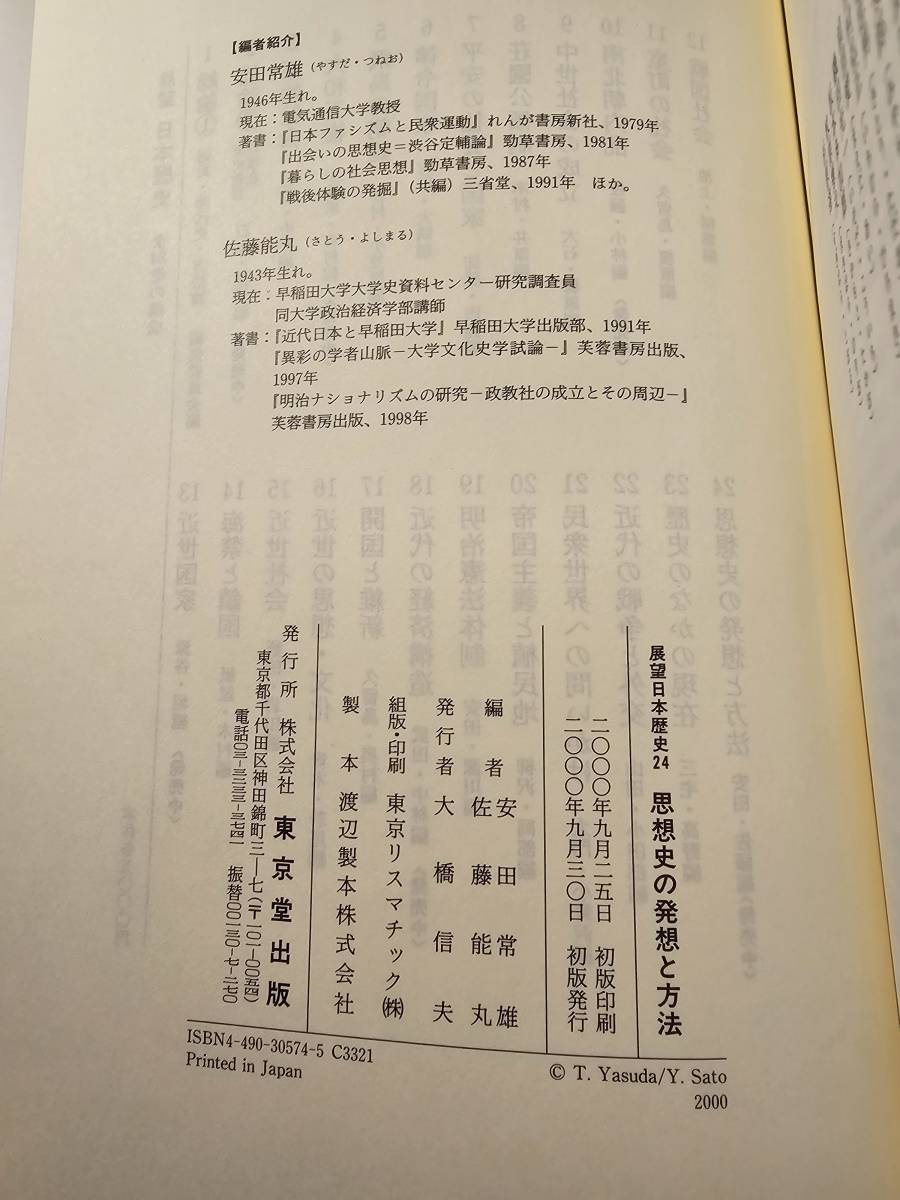 【編者紹介】
安田常雄（やすだ・つねお）
1946年生れ。
現在：電気通信大学教授
著書：『日本ファシズムと民衆運動』れんが書房新社、1979年
『出会いの思想史＝渋谷定輔論』勁草書房、1981年
『暮らしの社会思想』勁草書房、1987年
『戦後体験の発掘』（共編）三省堂、1991年　ほか。
佐藤能丸（さとう・よしまる）
1943年生れ。
現在：早稲田大学大学史資料センター研究調査員
同大学政治経済学部講師
著書：『近代日本と早稲田大学』早稲田大学出版部、1991年
『異彩の学者山脈－大学文化史学試論－』芙蓉書房出版、
1997年
『明治ナショナリズムの研究－政教社の成立とその周辺－』
芙蓉書房出版、1998年
展望日本歴史24　思想史の発想と方法
二〇〇〇年九月二五日　初版印刷
二〇〇〇年九月三〇日　初版発行
編者　安田常雄
佐藤能丸
発行者　大橋信夫
組版・印刷　東京リスマチック㈱
製本　渡辺製本株式会社
発行所　株式会社　東京堂出版
東京都千代田区神田錦町三－七（〒一〇一－〇〇五四）
電話〇三－三二三三－三七四一　振替〇〇一三〇－七－二七〇
ISBN4-490-30574-5 C3321
Printed in Japan
© T. Yasuda/Y. Sato
2000